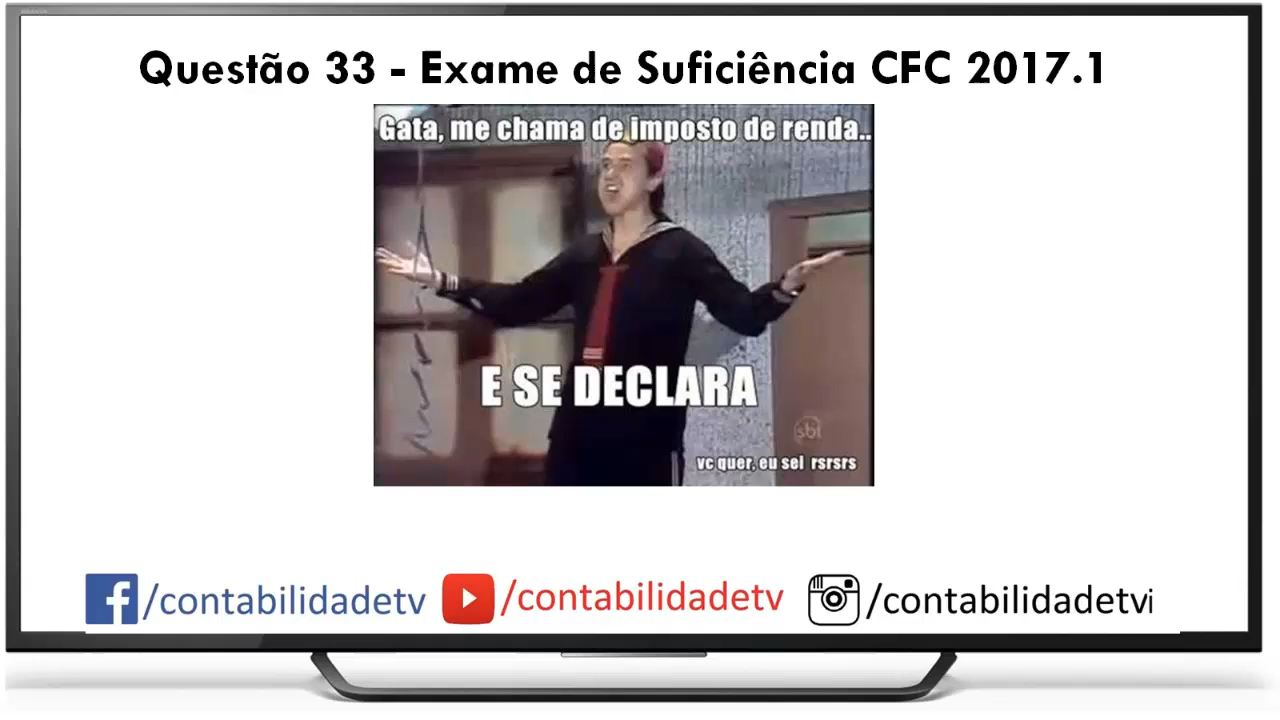 Questão 33 - Exame de Suficiência CFC 2017.1
Gata, me chama de imposto de renda..
E SE DECLARA
sbt
vc quer, eu sei rsrsrs
/contabilidadetv
/contabilidadetv
/contabilidadetvi